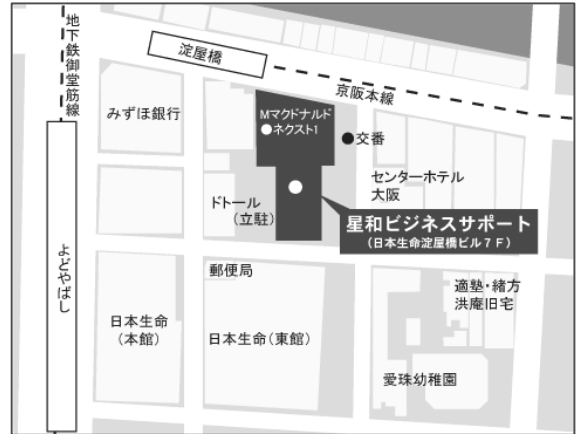 地下鉄御堂筋線
淀屋橋
京阪本線
みずほ銀行
Mマクドナルド
ネクスト1
交番
センターホテル
大阪
ドトール
(立駐)
星和ビジネスサポート
(日本生命淀屋橋ビル7F)
よどやばし
郵便局
適塾・緒方
洪庵旧宅
日本生命
(本館)
日本生命(東館)
愛珠幼稚園